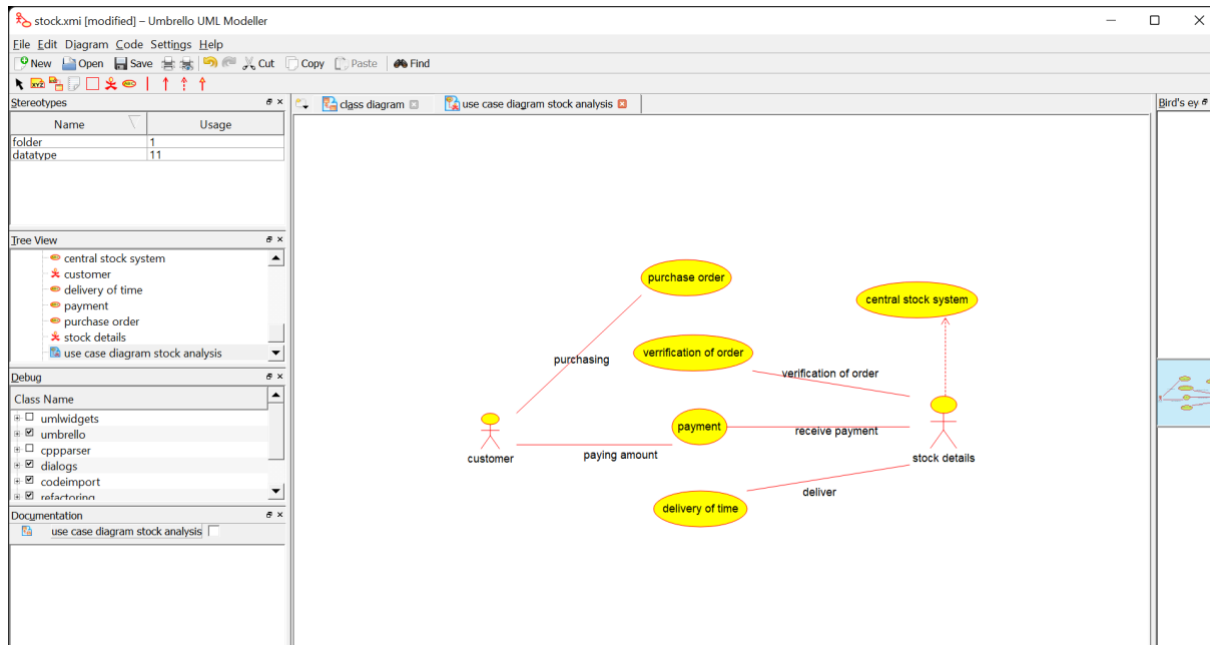 stock.xmi [modified] – Umbrello UML Modeller
File Edit Diagram Code Settings Help
New Open Save Cut Copy Paste Find
xyz
Stereotypes
Name Usage
folder 1
datatype 11
Tree View
central stock system
customer
delivery of time
payment
purchase order
stock details
use case diagram stock analysis
Debug
Class Name
umlwidgets
umbrello
cppparser
dialogs
codeimport
refactoring
Documentation
use case diagram stock analysis
class diagram
use case diagram stock analysis
Bird's ey
purchase order
central stock system
purchasing
verrification of order
verification of order
payment
receive payment
customer
paying amount
stock details
deliver
delivery of time